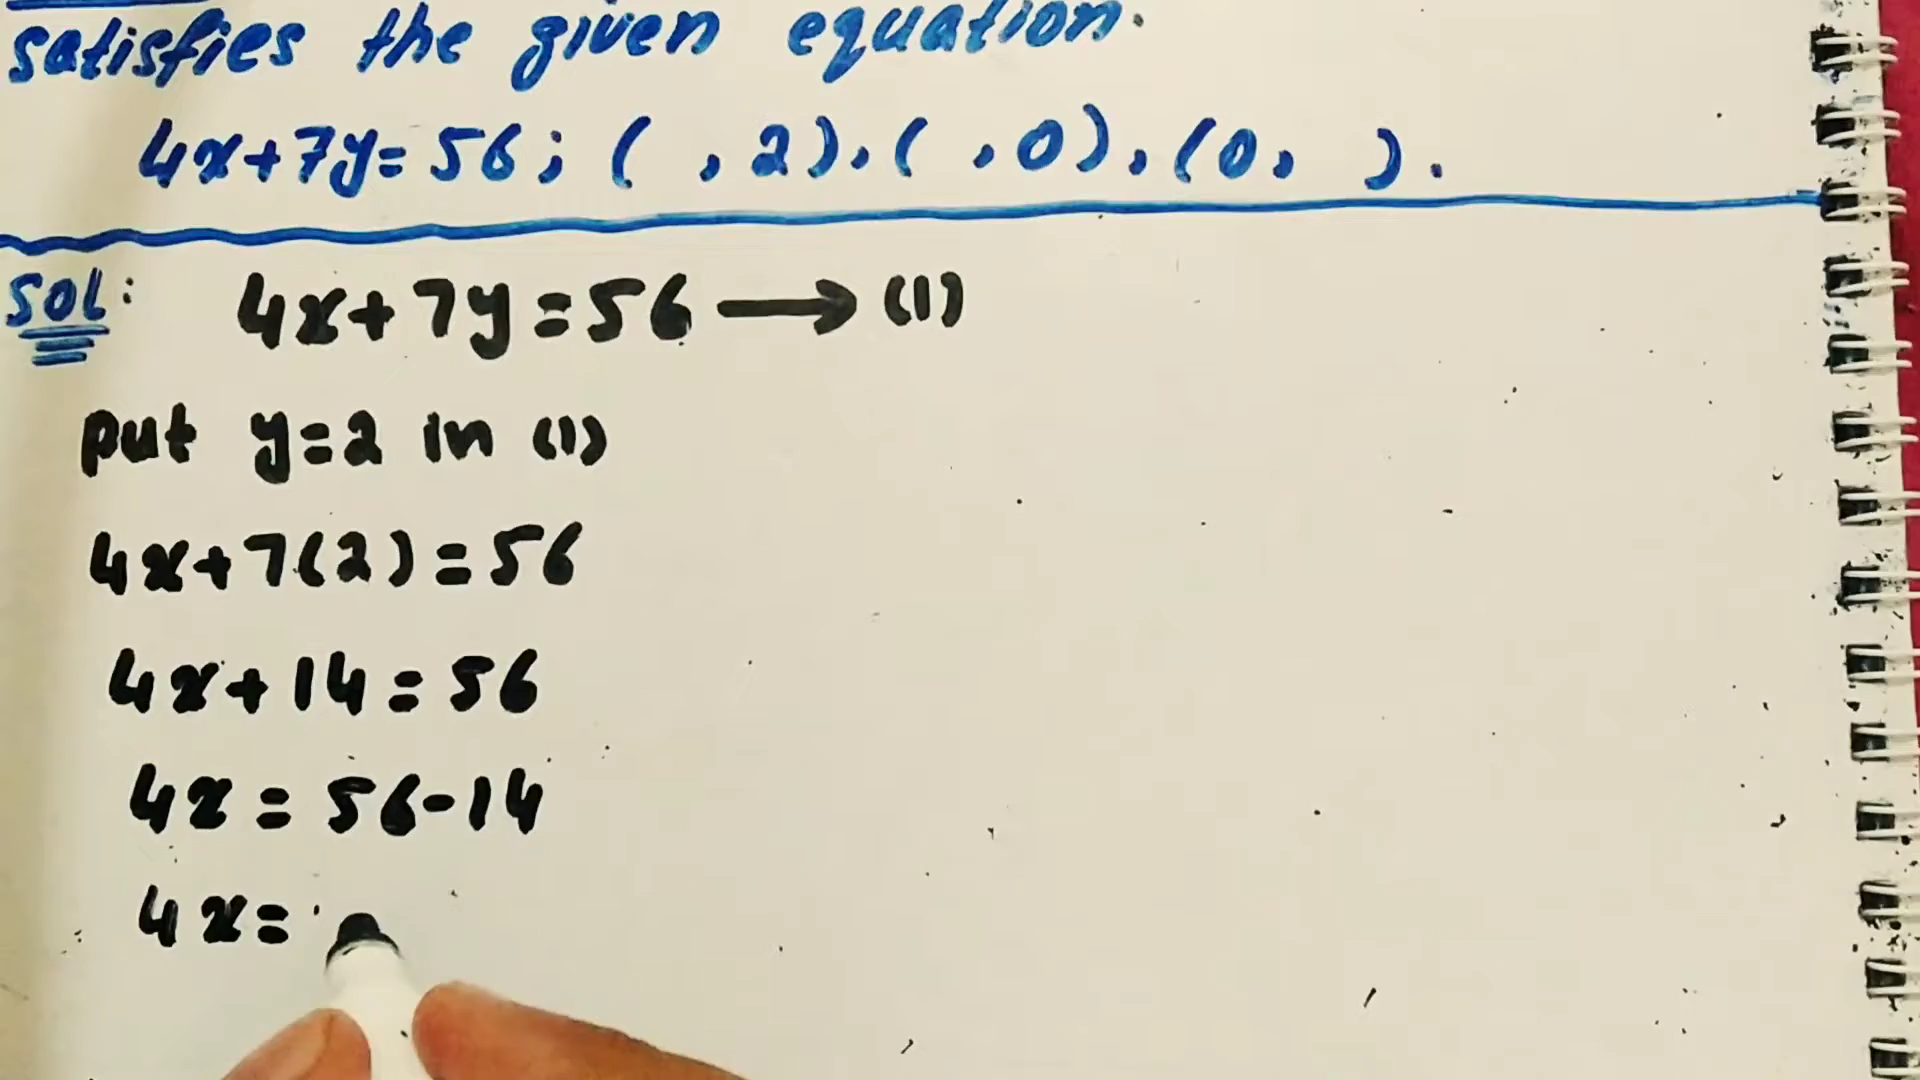 satisfies the given equation.
4x+7y=56; ( , 2), ( , 0), (0, ).
Sol: 4x+7y=56 ⟶ (1)
put y=2 in (1)
4x+7(2)=56
4x+14=56
4x = 56-14
4x=